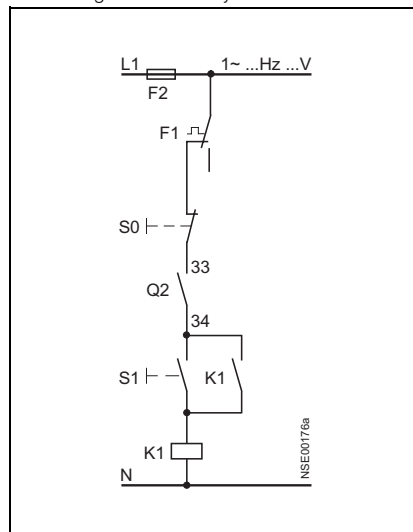 L1 1~ ...Hz ...V
F2
F1
S0
33
Q2
34
S1 K1
K1
N
NSE00176a